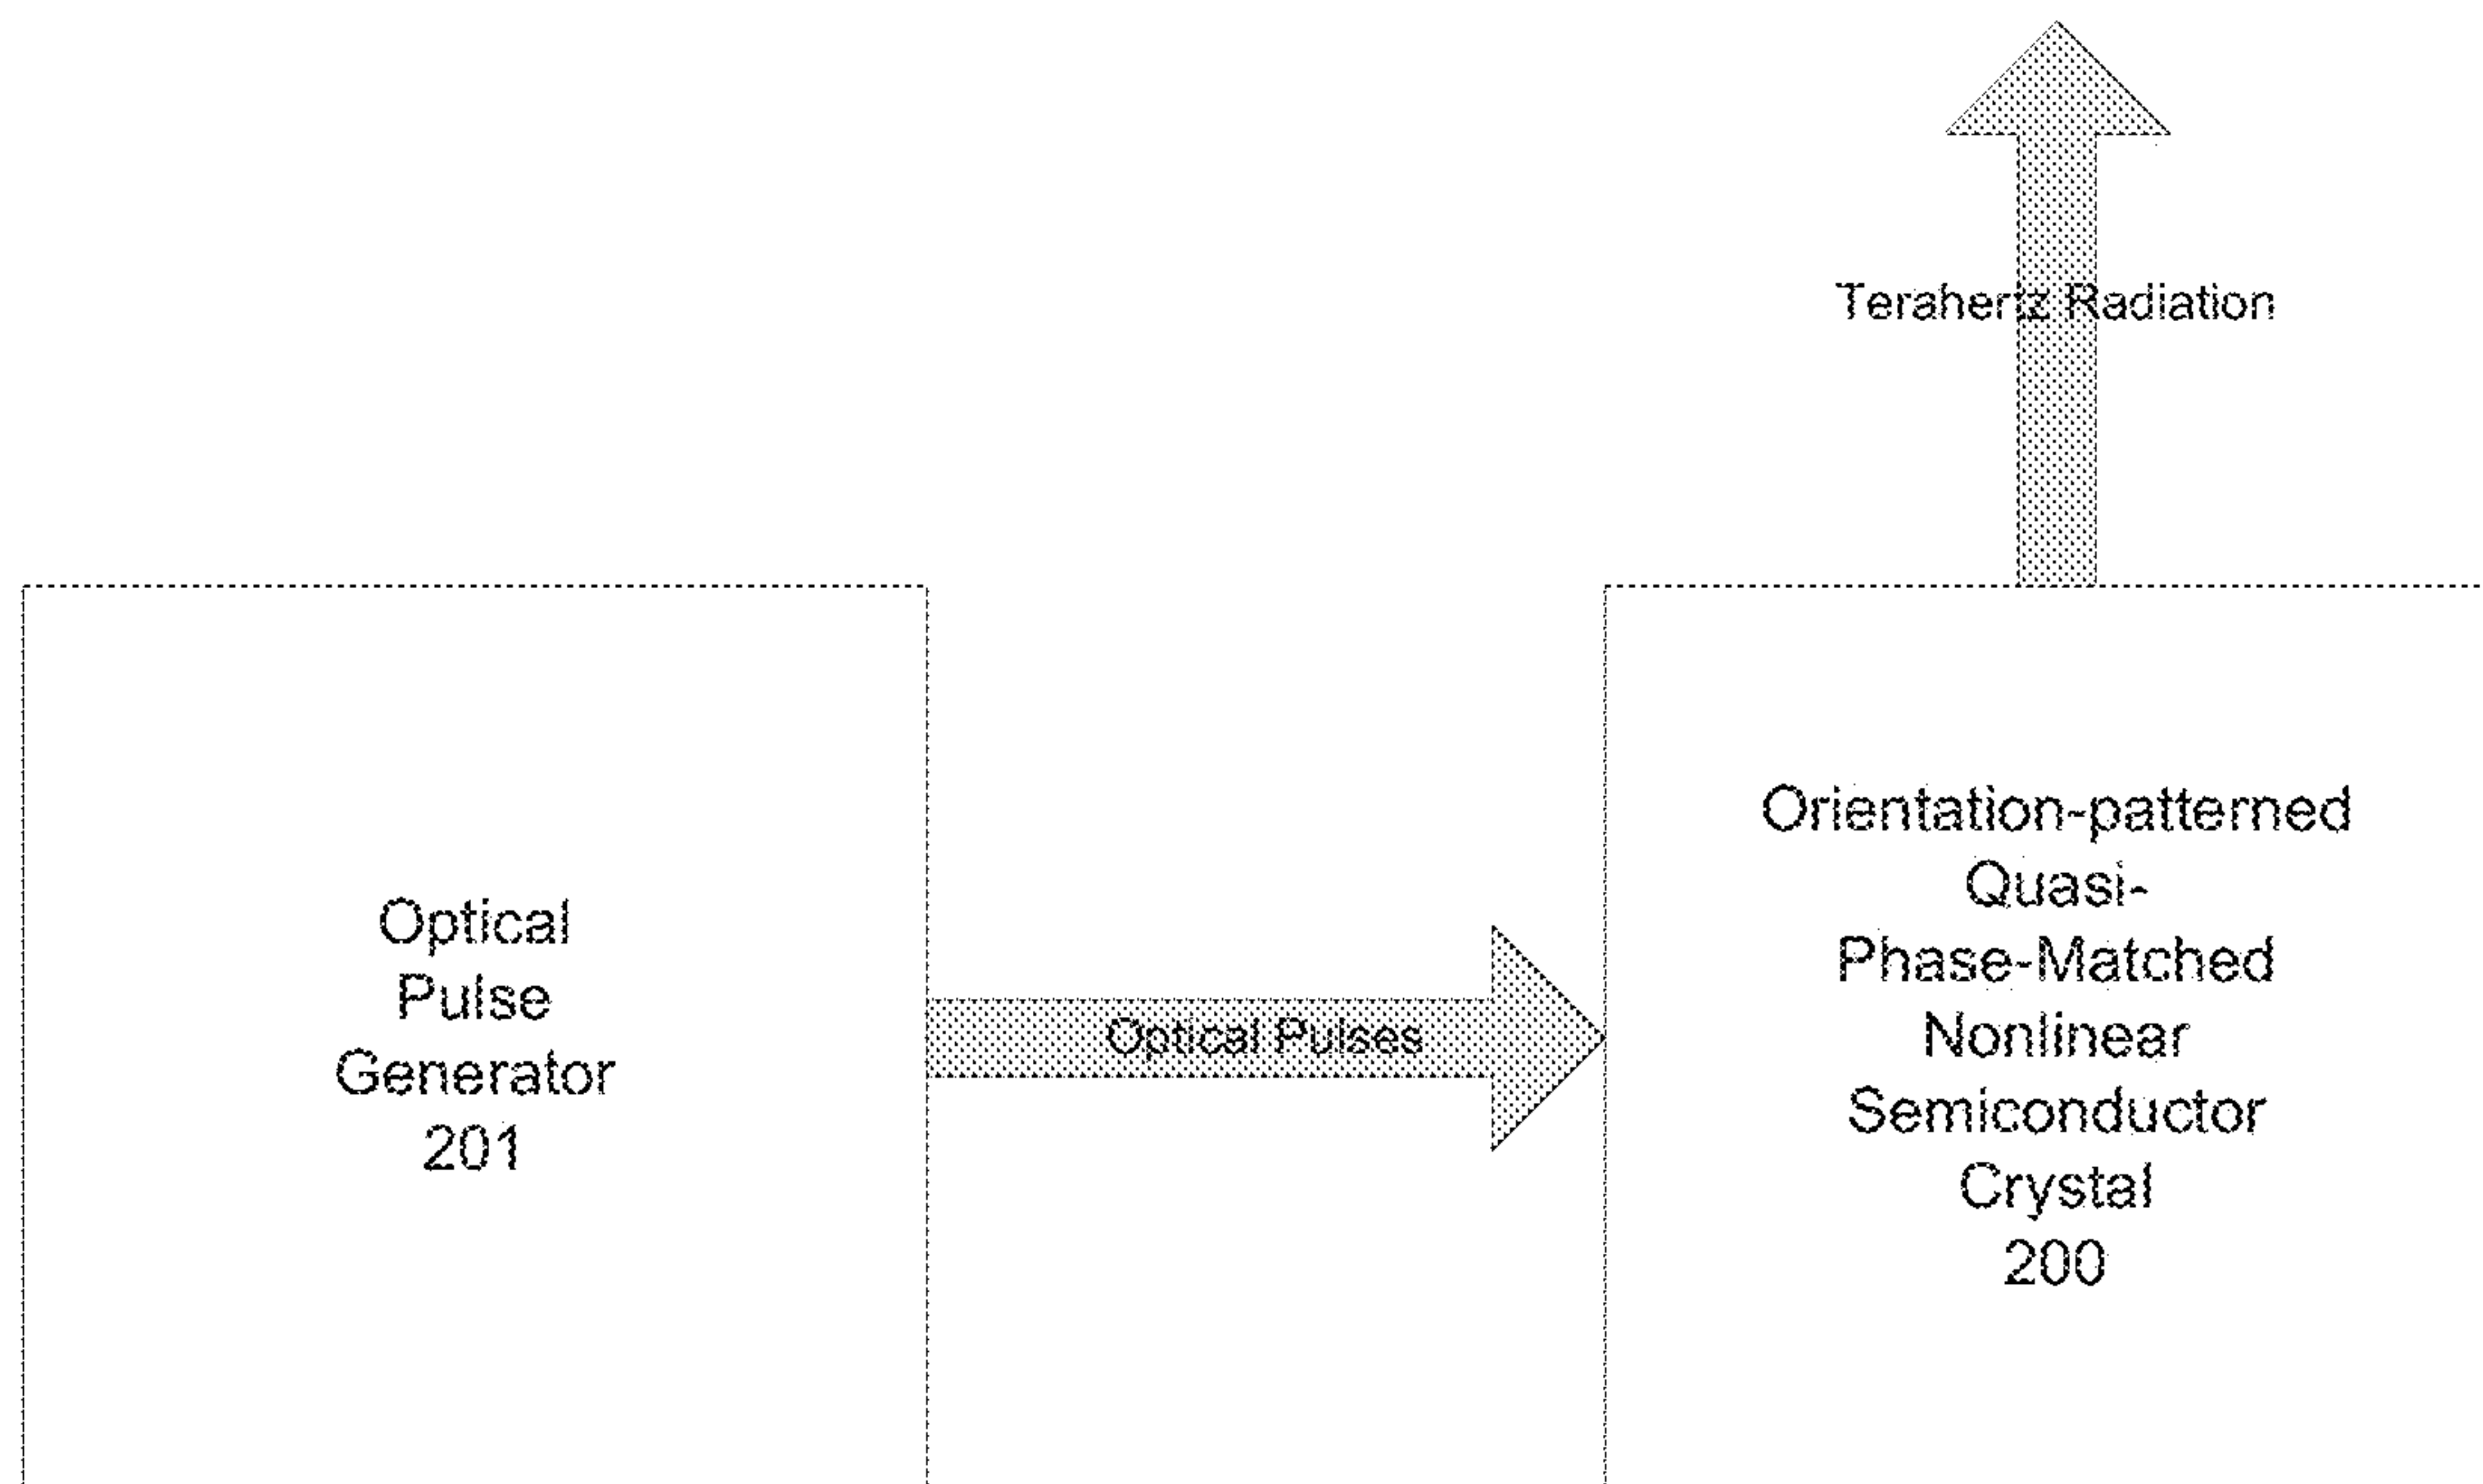 Terahertz Radiation
Optical
Pulse
Generator
201
Optical Pulses
Orientation-patterned
Quasi-
Phase-Matched
Nonlinear
Semiconductor
Crystal
200